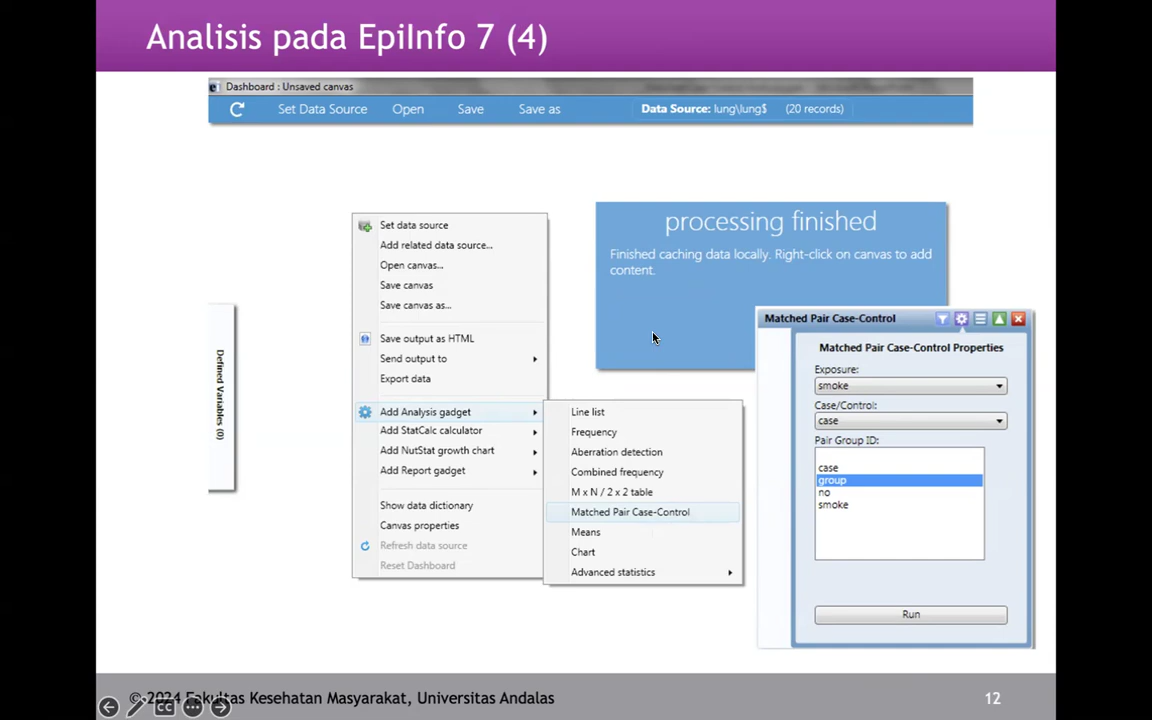 Analisis pada EpiInfo 7 (4)
Dashboard : Unsaved canvas
Set Data Source Open Save Save as Data Source: lung\lung$ (20 records)
Defined Variables (0)
Set data source
Add related data source...
Open canvas...
Save canvas
Save canvas as...
Save output as HTML
Send output to
Export data
Add Analysis gadget
Add StatCalc calculator
Add NutStat growth chart
Add Report gadget
Show data dictionary
Canvas properties
Refresh data source
Reset Dashboard
Line list
Frequency
Aberration detection
Combined frequency
M x N / 2 x 2 table
Matched Pair Case-Control
Means
Chart
Advanced statistics
processing finished
Finished caching data locally. Right-click on canvas to add
content.
Matched Pair Case-Control
Matched Pair Case-Control Properties
Exposure:
smoke
Case/Control:
case
Pair Group ID:
case
group
no
smoke
Run
© 2024 Fakultas Kesehatan Masyarakat, Universitas Andalas
12
CC